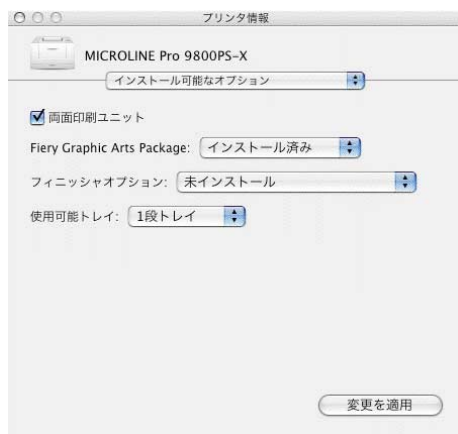 プリンタ情報
MICROLINE Pro 9800PS-X
インストール可能なオプション
両面印刷ユニット
Fiery Graphic Arts Package: インストール済み
フィニッシャオプション: 未インストール
使用可能トレイ: 1段トレイ
変更を適用